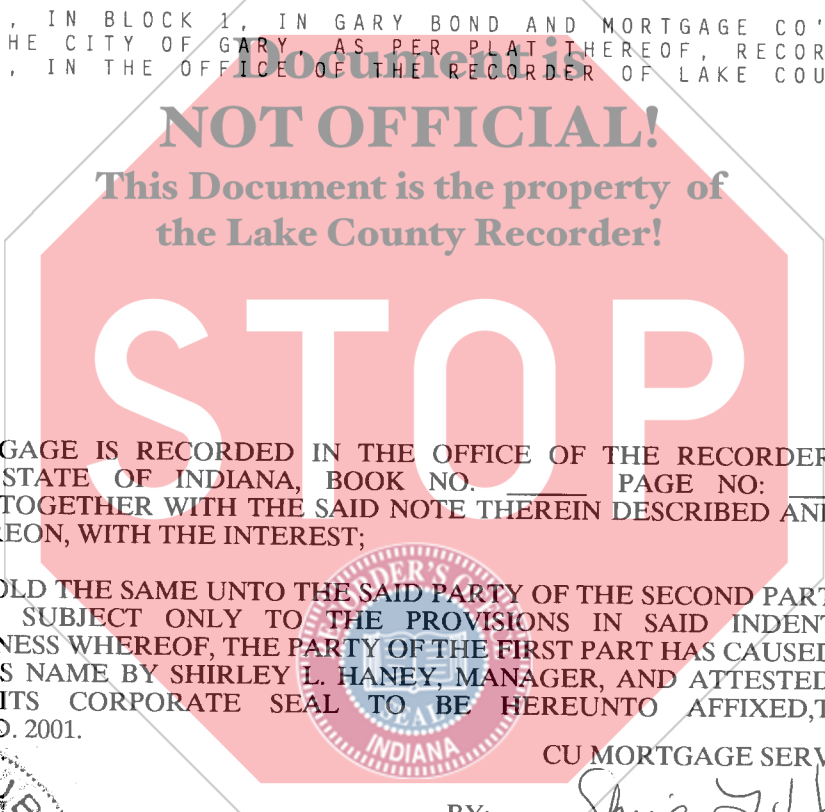 , IN BLOCK 1, IN GARY BOND AND MORTGAGE CO'
HE CITY OF GARY, AS PER PLAT THEREOF, RECOR
, IN THE OFFICE OF THE RECORDER OF LAKE COU
Document is
NOT OFFICIAL!
This Document is the property of
the Lake County Recorder!
STOP
GAGE IS RECORDED IN THE OFFICE OF THE RECORDER
STATE OF INDIANA, BOOK NO. ______ PAGE NO: __
TOGETHER WITH THE SAID NOTE THEREIN DESCRIBED AND
REON, WITH THE INTEREST;
OLD THE SAME UNTO THE SAID PARTY OF THE SECOND PART
SUBJECT ONLY TO THE PROVISIONS IN SAID INDENT
NESS WHEREOF, THE PARTY OF THE FIRST PART HAS CAUSED
S NAME BY SHIRLEY L. HANEY, MANAGER, AND ATTESTED
ITS CORPORATE SEAL TO BE HEREUNTO AFFIXED,T
D. 2001.
SEAL
INDIANA
CU MORTGAGE SERV
BY: